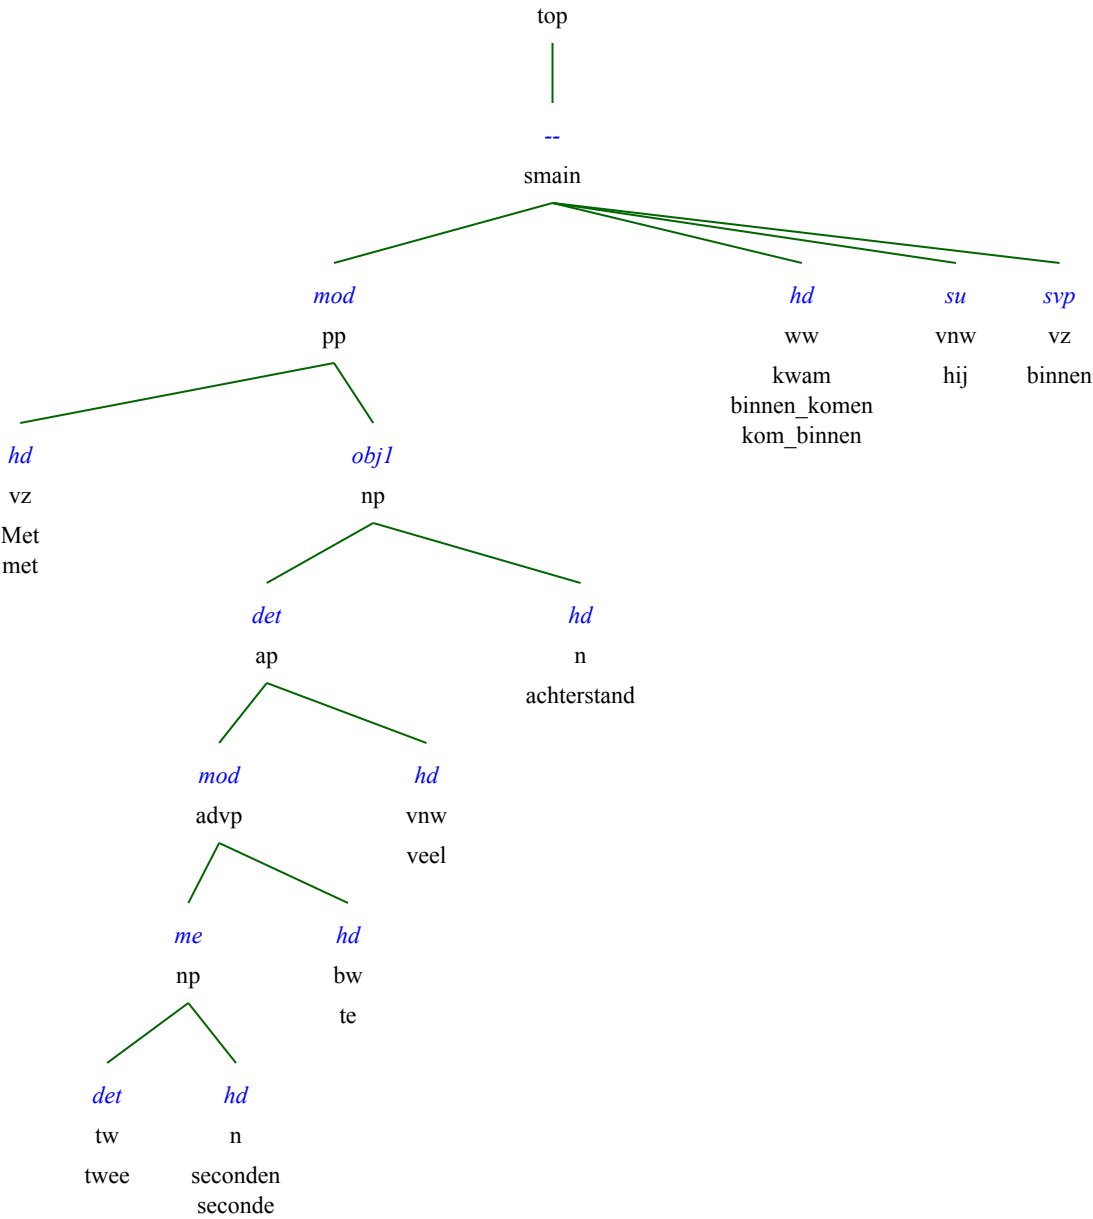 top
--
smain
mod hd su svp
pp ww vnw vz
kwam hij binnen
binnen_komen
kom_binnen
hd obj1
vz np
Met
met
det hd
ap n
achterstand
mod hd
advp vnw
veel
me hd
np bw
te
det hd
tw n
twee seconden
seconde